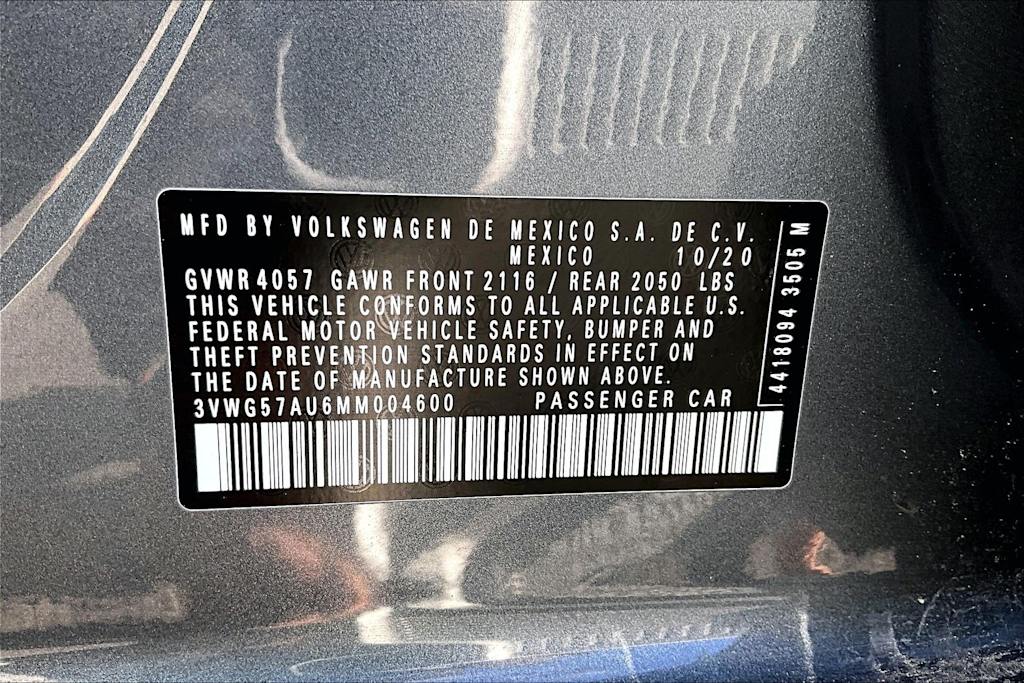 MFD BY VOLKSWAGEN DE MEXICO S.A. DE C.V.
MEXICO 10/20
GVWR 4057 GAWR FRONT 2116 / REAR 2050 LBS
THIS VEHICLE CONFORMS TO ALL APPLICABLE U.S.
FEDERAL MOTOR VEHICLE SAFETY, BUMPER AND
THEFT PREVENTION STANDARDS IN EFFECT ON
THE DATE OF MANUFACTURE SHOWN ABOVE.
3VWG57AU6MM004600 PASSENGER CAR
4418094 3505 M